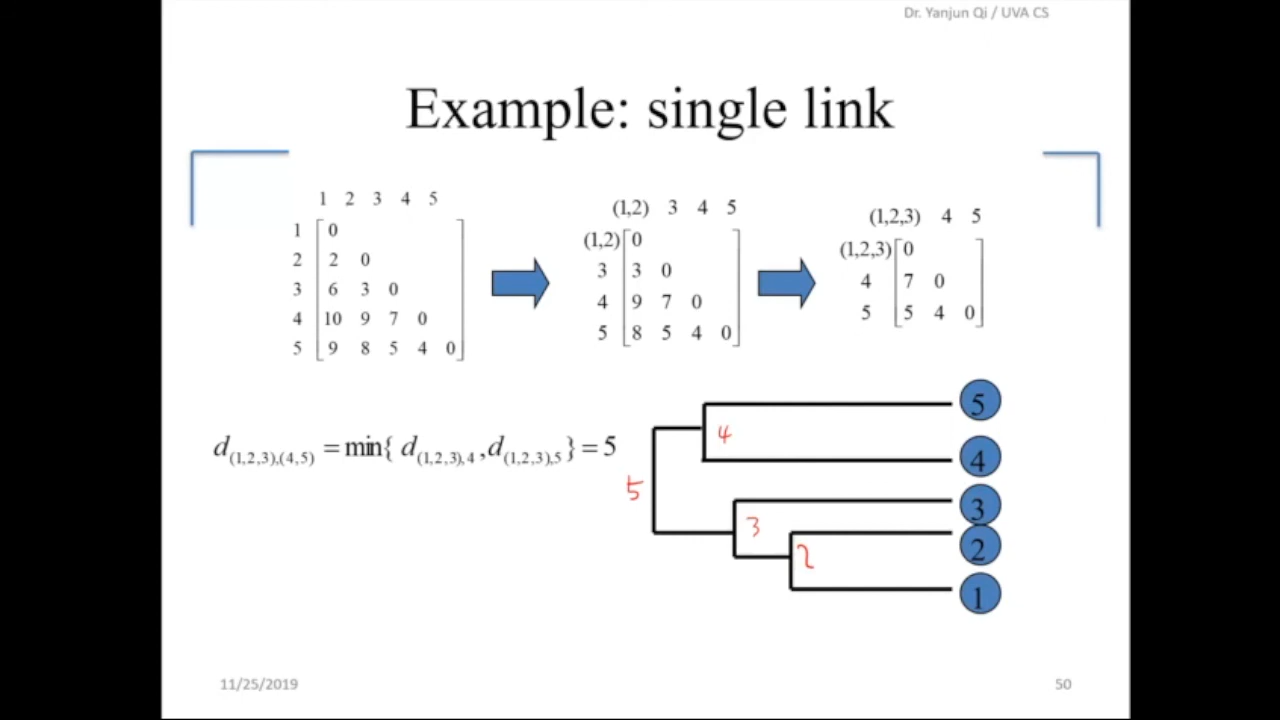 Dr. Yanjun Qi / UVA CS
Example: single link
1 2 3 4 5
1 0
2 2 0
3 6 3 0
4 10 9 7 0
5 9 8 5 4 0
(1,2) 3 4 5
(1,2) 0
3 3 0
4 9 7 0
5 8 5 4 0
(1,2,3) 4 5
(1,2,3) 0
4 7 0
5 5 4 0
d(1,2,3),(4,5) = min{ d(1,2,3),4 , d(1,2,3),5 } = 5
5
4
4
5
3
3
2
2
1
11/25/2019
50